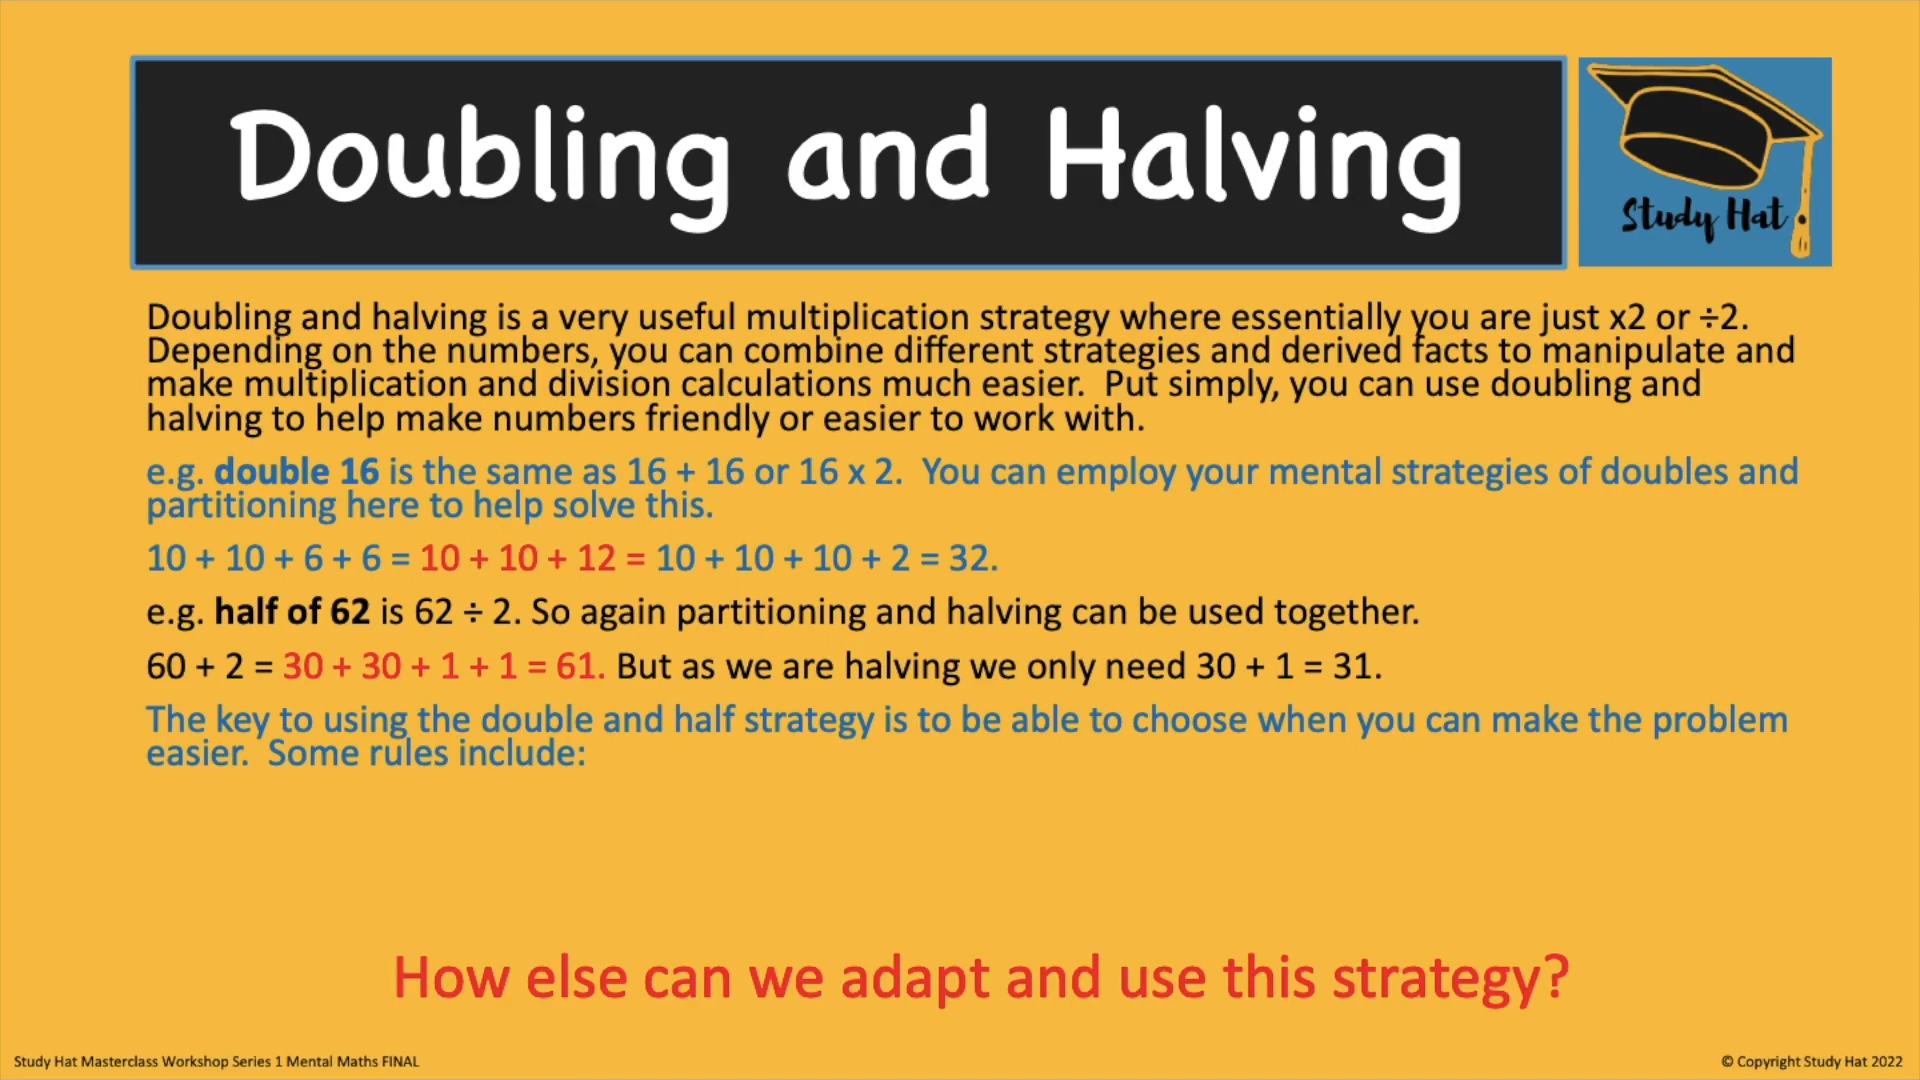 Doubling and Halving
Study Hat
Doubling and halving is a very useful multiplication strategy where essentially you are just x2 or ÷2.
Depending on the numbers, you can combine different strategies and derived facts to manipulate and
make multiplication and division calculations much easier.  Put simply, you can use doubling and
halving to help make numbers friendly or easier to work with.
e.g. double 16 is the same as 16 + 16 or 16 x 2.  You can employ your mental strategies of doubles and
partitioning here to help solve this.
10 + 10 + 6 + 6 = 10 + 10 + 12 = 10 + 10 + 10 + 2 = 32.
e.g. half of 62 is 62 ÷ 2. So again partitioning and halving can be used together.
60 + 2 = 30 + 30 + 1 + 1 = 61. But as we are halving we only need 30 + 1 = 31.
The key to using the double and half strategy is to be able to choose when you can make the problem
easier.  Some rules include:
How else can we adapt and use this strategy?
Study Hat Masterclass Workshop Series 1 Mental Maths FINAL
© Copyright Study Hat 2022